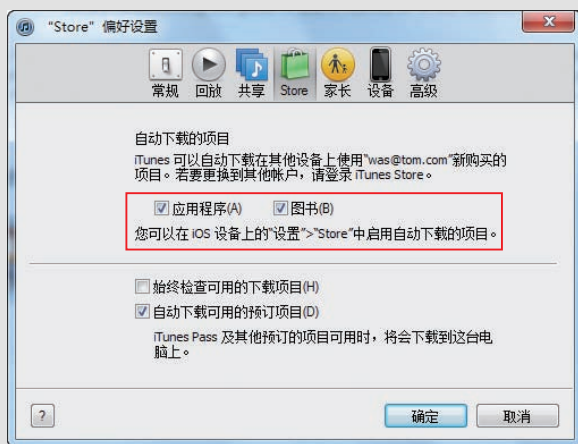 "Store" 偏好设置
常规 回放 共享 Store 家长 设备 高级
自动下载的项目
iTunes 可以自动下载在其他设备上使用"was@tom.com"新购买的
项目。若要更换到其他帐户，请登录 iTunes Store。
应用程序(A) 图书(B)
您可以在 iOS 设备上的"设置">"Store"中启用自动下载的项目。
始终检查可用的下载项目(H)
自动下载可用的预订项目(D)
iTunes Pass 及其他预订的项目可用时，将会下载到这台电
脑上。
? 确定 取消